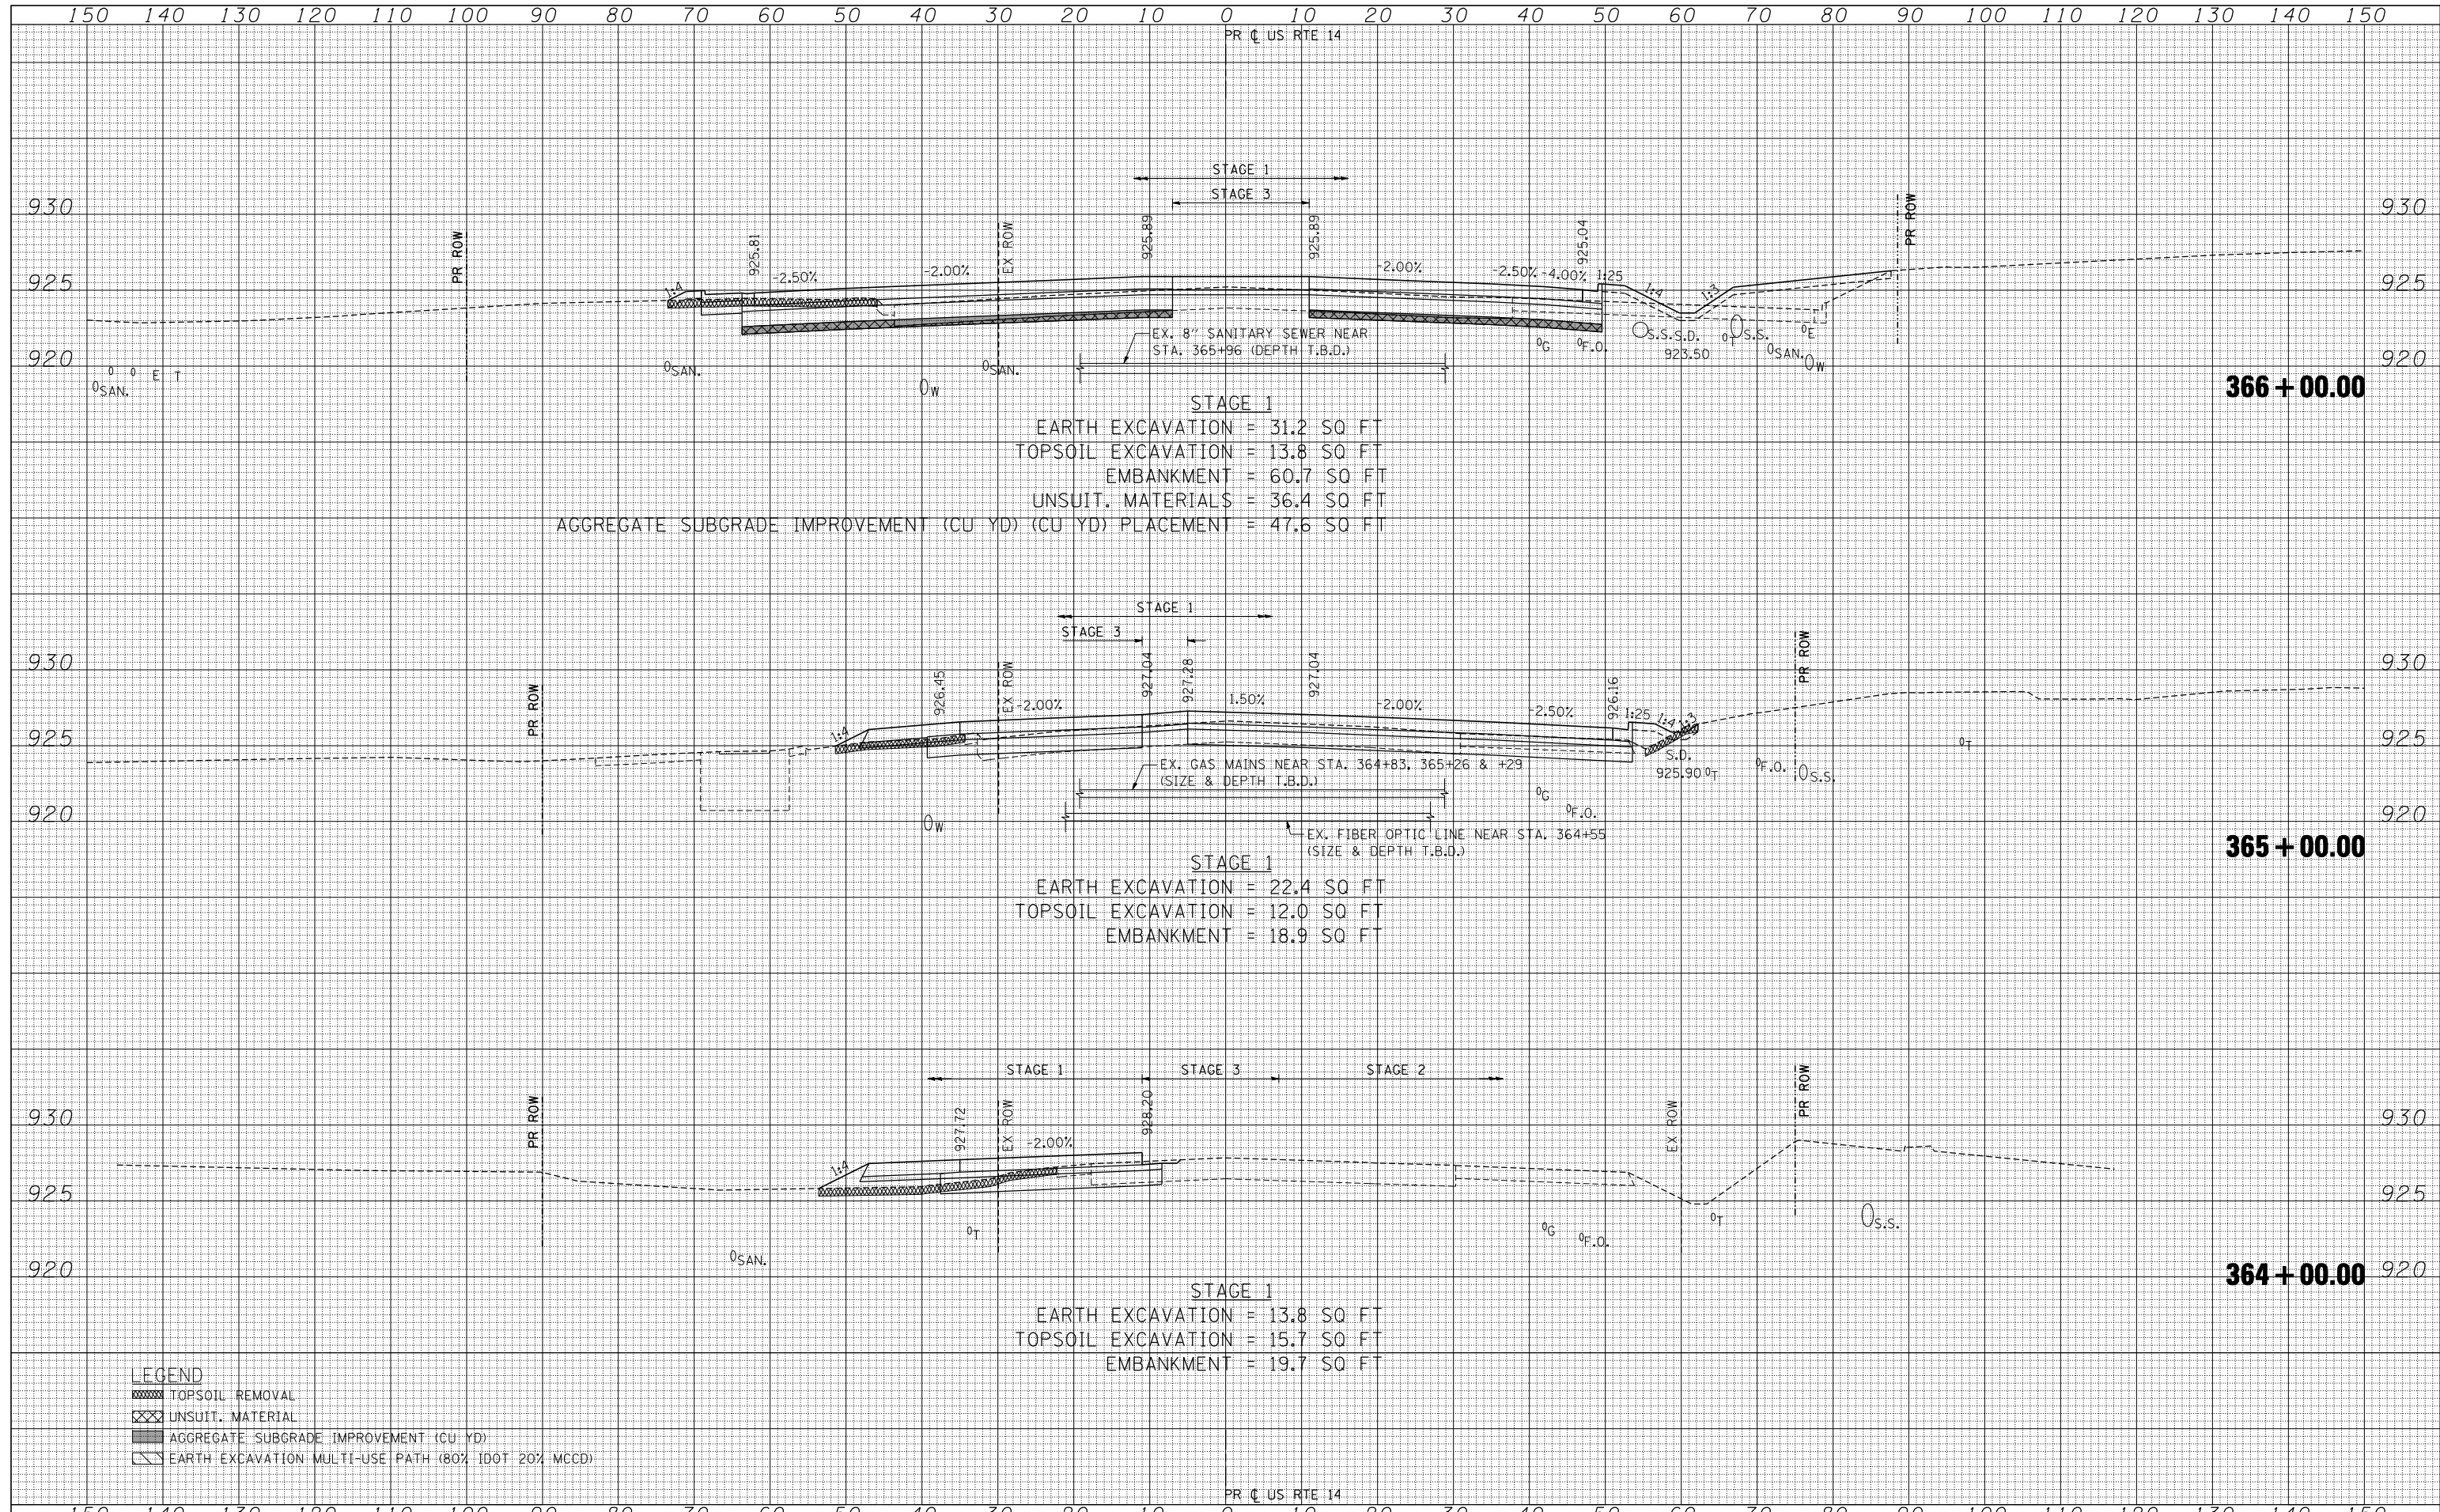 150 140 130 120 110 100 90 80 70 60 50 40 30 20 10 0 10 20 30 40 50 60 70 80 90 100 110 120 130 140 150
PR ℄ US RTE 14
STAGE 1
STAGE 3
930
PR ROW
925.81
-2.50%
-2.00%
EX ROW
925.89
925.89
-2.00%
-2.50%
-4.00%
925.04
1:25
1:4
1:3
PR ROW
930
925
1:4
925
EX. 8" SANITARY SEWER NEAR
STA. 365+96 (DEPTH T.B.D.)
G
F.O.
S.S.
S.D.
923.50
T
S.S.
E
SAN.
W
920
SAN.
E T
SAN.
W
SAN.
920
366+00.00
STAGE 1
EARTH EXCAVATION = 31.2 SQ FT
TOPSOIL EXCAVATION = 13.8 SQ FT
EMBANKMENT = 60.7 SQ FT
UNSUIT. MATERIALS = 36.4 SQ FT
AGGREGATE SUBGRADE IMPROVEMENT (CU YD) (CU YD) PLACEMENT = 47.6 SQ FT
STAGE 1
STAGE 3
930
PR ROW
926.45
EX ROW
-2.00%
927.04
927.28
1.50%
927.04
-2.00%
-2.50%
926.16
1:25
1:4
1:3
PR ROW
930
925
1:4
925
EX. GAS MAINS NEAR STA. 364+83, 365+26 & +29
(SIZE & DEPTH T.B.D.)
S.D.
925.90
T
F.O.
S.S.
T
G
F.O.
W
920
920
EX. FIBER OPTIC LINE NEAR STA. 364+55
(SIZE & DEPTH T.B.D.)
365+00.00
STAGE 1
EARTH EXCAVATION = 22.4 SQ FT
TOPSOIL EXCAVATION = 12.0 SQ FT
EMBANKMENT = 18.9 SQ FT
STAGE 1
STAGE 3
STAGE 2
930
PR ROW
927.72
EX ROW
-2.00%
928.20
EX ROW
PR ROW
930
925
1:4
925
SAN.
T
G
F.O.
T
S.S.
920
920
364+00.00
STAGE 1
EARTH EXCAVATION = 13.8 SQ FT
TOPSOIL EXCAVATION = 15.7 SQ FT
EMBANKMENT = 19.7 SQ FT
LEGEND
TOPSOIL REMOVAL
UNSUIT. MATERIAL
AGGREGATE SUBGRADE IMPROVEMENT (CU YD)
EARTH EXCAVATION MULTI-USE PATH (80% IDOT 20% MCCD)
PR ℄ US RTE 14
150 140 130 120 110 100 90 80 70 60 50 40 30 20 10 0 10 20 30 40 50 60 70 80 90 100 110 120 130 140 150